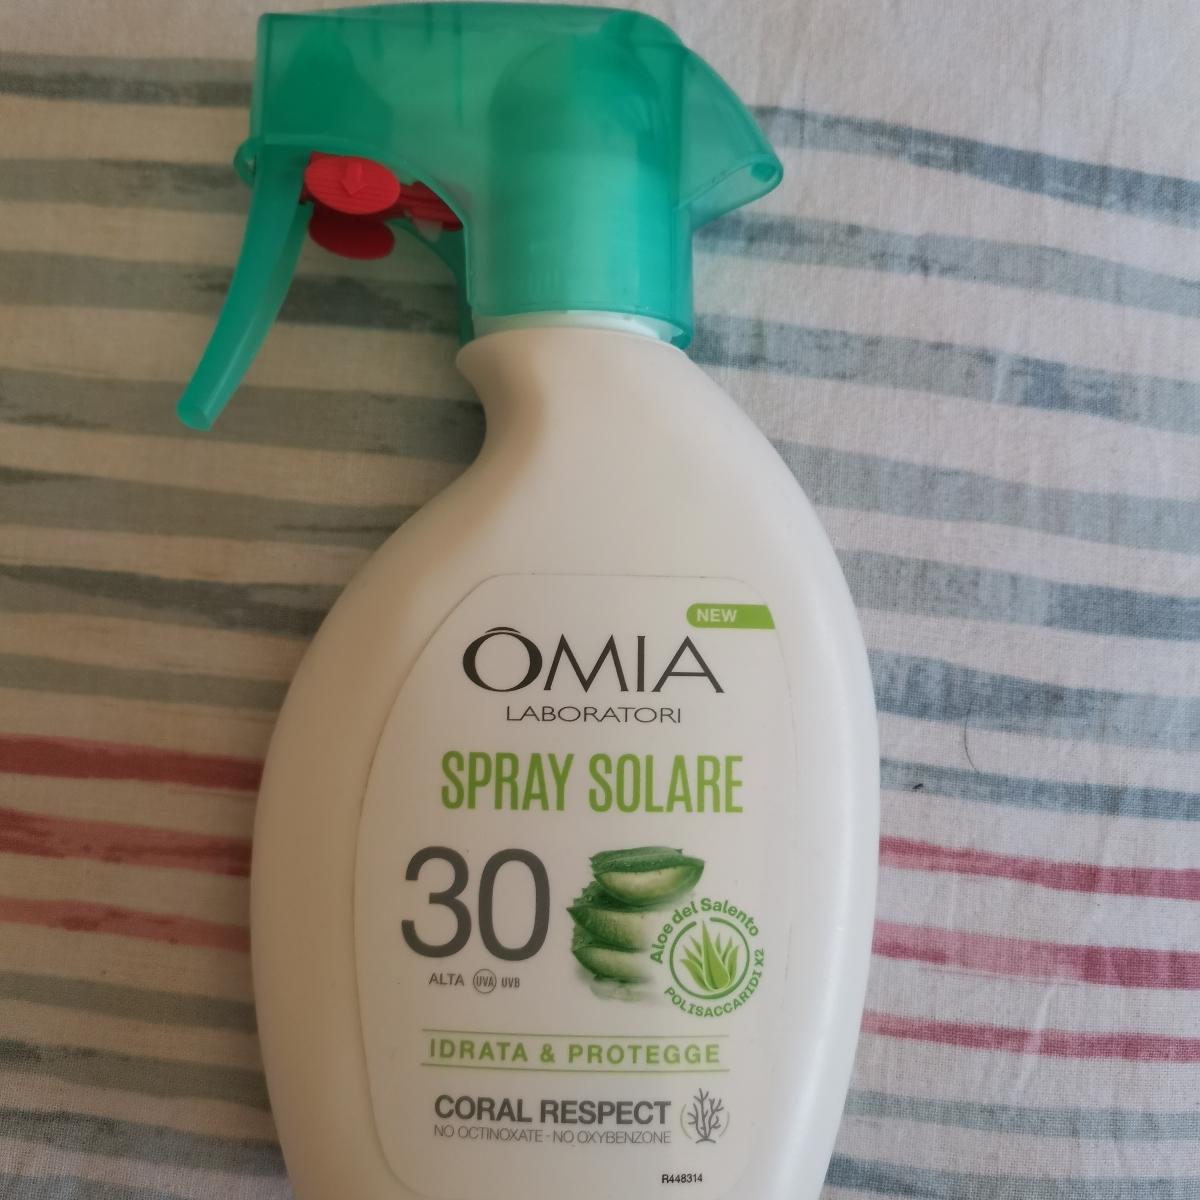 NEW
ÔMIA
LABORATORI
SPRAY SOLARE
30
ALTA UVA UVB
Aloe del Salento
POLISACCARIDI X2
IDRATA & PROTEGGE
CORAL RESPECT
NO OCTINOXATE - NO OXYBENZONE
R448314